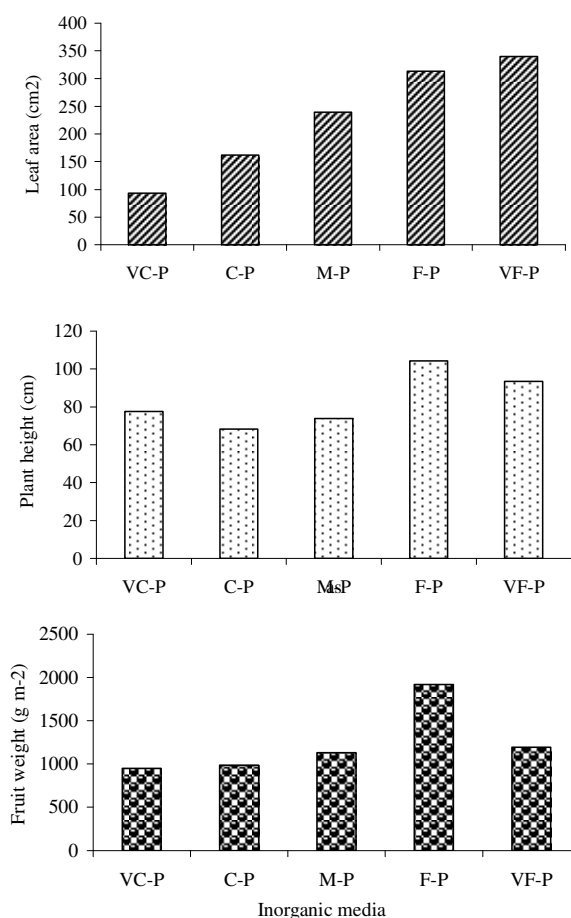 400
350
300
250
200
150
100
50
0
Leaf area (cm2)
VC-P C-P M-P F-P VF-P
120
100
80
60
40
20
0
Plant height (cm)
VC-P C-P M-P F-P VF-P
as
2500
2000
1500
1000
500
0
Fruit weight (g m-2)
VC-P C-P M-P F-P VF-P
Inorganic media